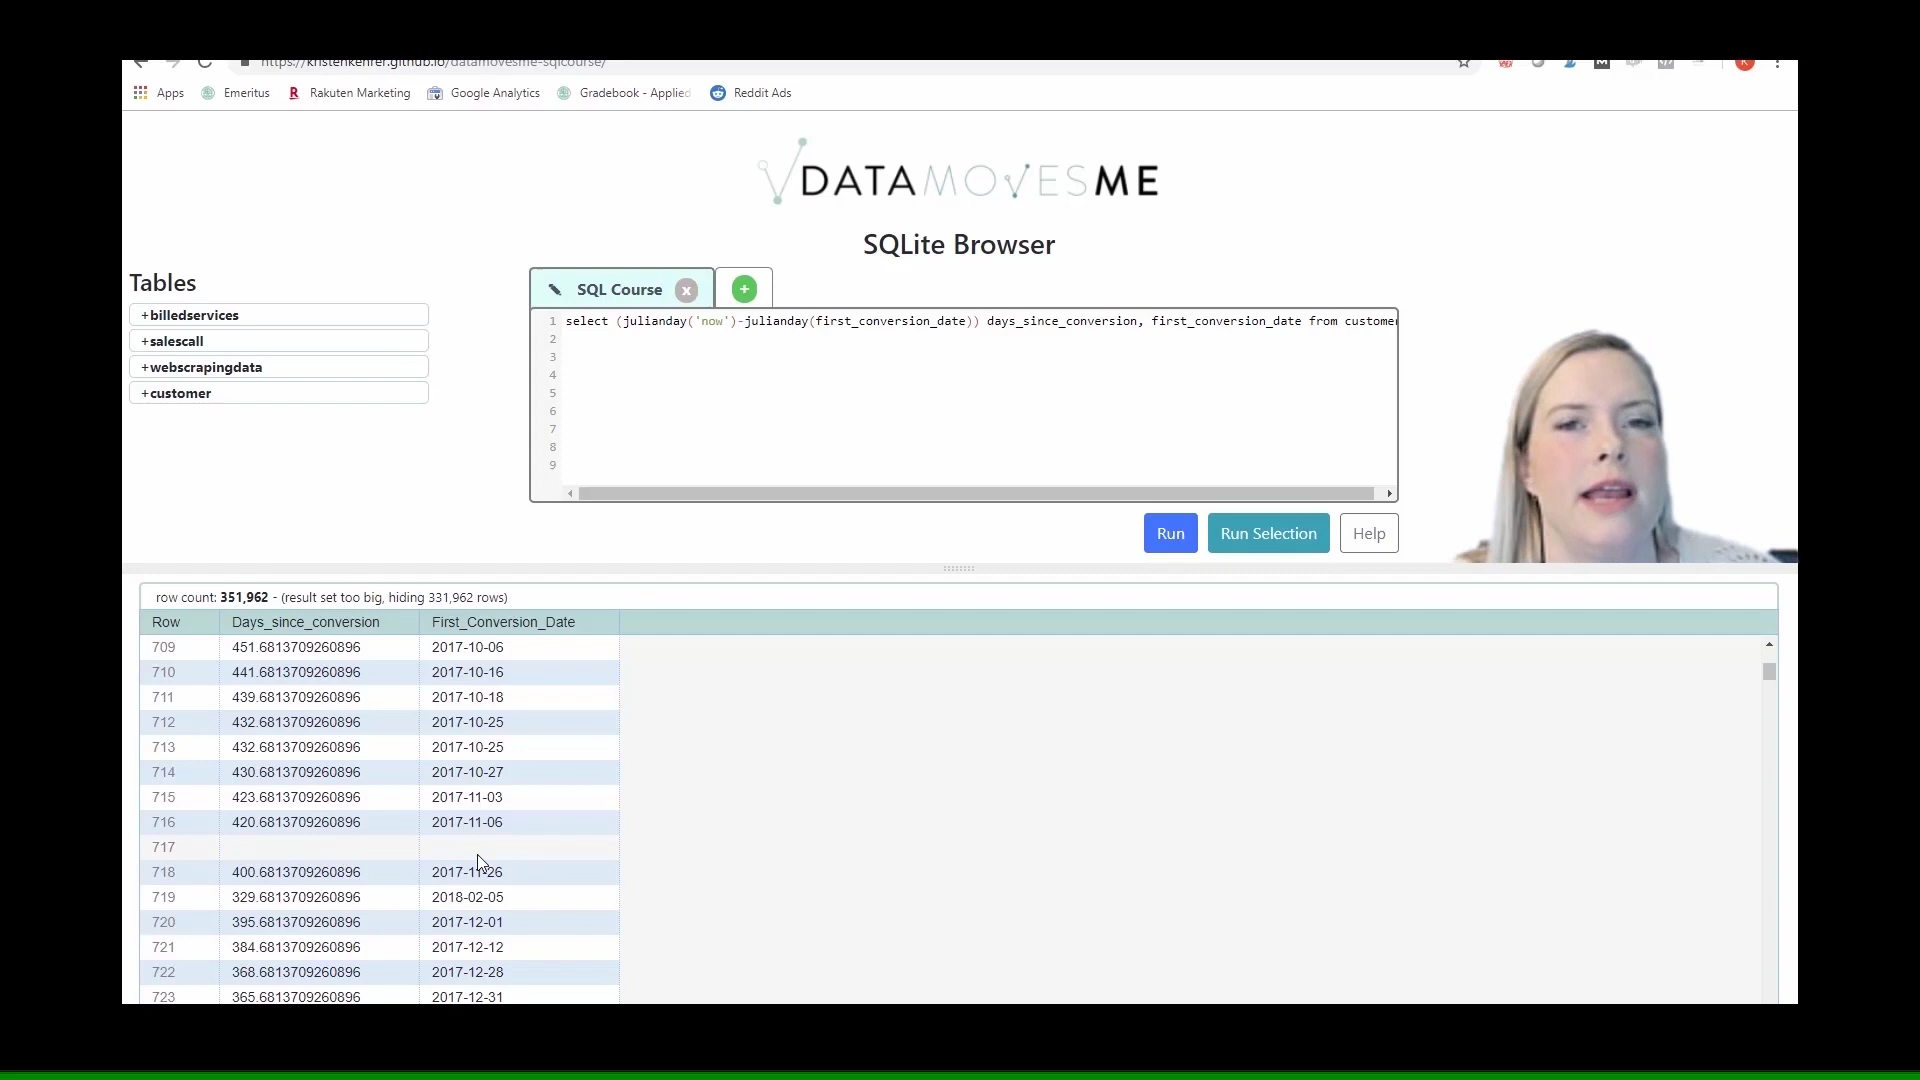 https://kristenkehrer.github.io/datamovesme-sqlcourse/
Apps Emeritus Rakuten Marketing Google Analytics Gradebook - Applied Reddit Ads
DATAMOVESME
SQLite Browser
Tables
+billedservices
+salescall
+webscrapingdata
+customer
SQL Course x +
1 select (julianday('now')-julianday(first_conversion_date)) days_since_conversion, first_conversion_date from customer
2
3
4
5
6
7
8
9
Run Run Selection Help
row count: 351,962 - (result set too big, hiding 331,962 rows)
Row Days_since_conversion First_Conversion_Date
709 451.6813709260896 2017-10-06
710 441.6813709260896 2017-10-16
711 439.6813709260896 2017-10-18
712 432.6813709260896 2017-10-25
713 432.6813709260896 2017-10-25
714 430.6813709260896 2017-10-27
715 423.6813709260896 2017-11-03
716 420.6813709260896 2017-11-06
717
718 400.6813709260896 2017-11-26
719 329.6813709260896 2018-02-05
720 395.6813709260896 2017-12-01
721 384.6813709260896 2017-12-12
722 368.6813709260896 2017-12-28
723 365.6813709260896 2017-12-31